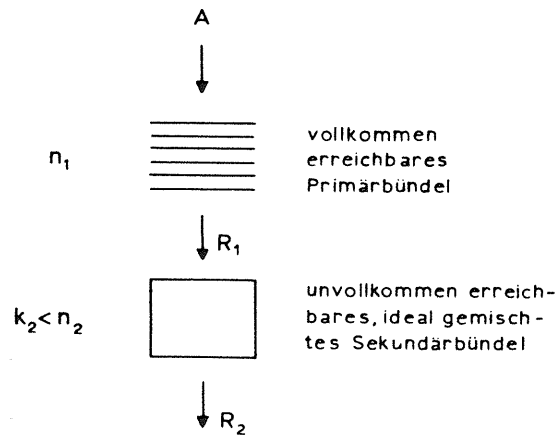 A
n₁
vollkommen
erreichbares
Primärbündel
R₁
k₂<n₂
unvollkommen erreich-
bares, ideal gemisch-
tes Sekundärbündel
R₂